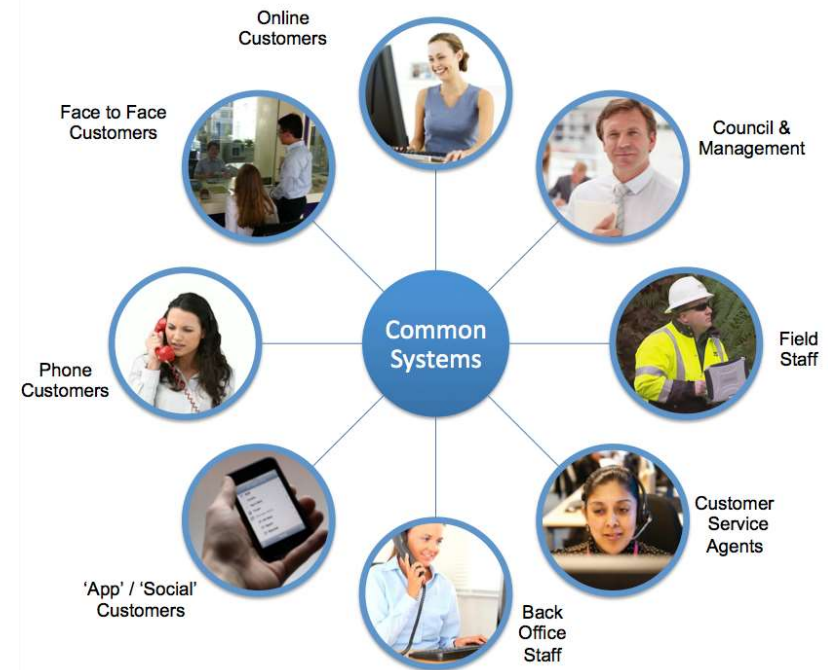 Online
Customers
Face to Face
Customers
Council &
Management
Common
Systems
Field
Staff
Phone
Customers
Customer
Service
Agents
‘App’ / ‘Social’
Customers
Back
Office
Staff